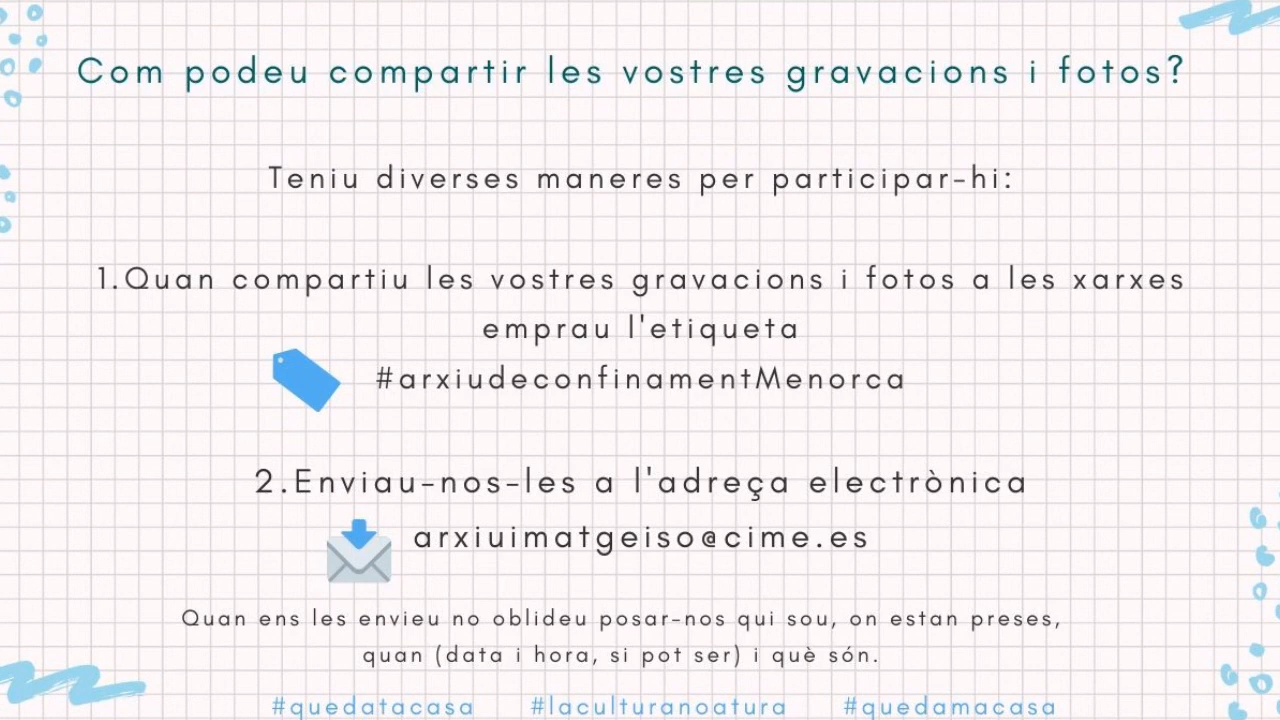 Com podeu compartir les vostres gravacions i fotos?
Teniu diverses maneres per participar-hi:
1.Quan compartiu les vostres gravacions i fotos a les xarxes
emprau l'etiqueta
#arxiudeconfinamentMenorca
2.Enviau-nos-les a l'adreça electrònica
arxiuimatgeiso@cime.es
Quan ens les envieu no oblideu posar-nos qui sou, on estan preses,
quan (data i hora, si pot ser) i què són.
#quedatacasa #laculturanoatura #quedamacasa